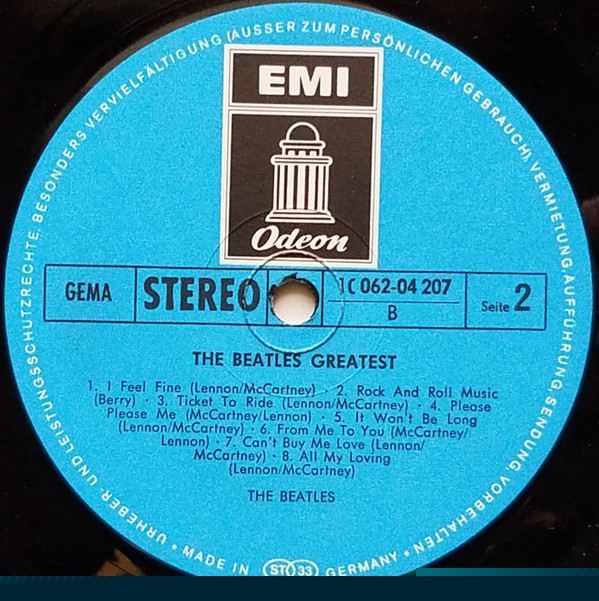 URHEBER- UND LEISTUNGSSCHUTZRECHTE, BESONDERS VERVIELFÄLTIGUNG (AUSSER ZUM PERSÖNLICHEN GEBRAUCH), VERMIETUNG, AUFFÜHRUNG, SENDUNG, VORBEHALTEN
EMI
Odeon
GEMA
STEREO
1C 062-04 207
B
Seite 2
THE BEATLES GREATEST
1. I Feel Fine (Lennon/McCartney) · 2. Rock And Roll Music
(Berry) · 3. Ticket To Ride (Lennon/McCartney) · 4. Please
Please Me (McCartney/Lennon) · 5. It Won't Be Long
(Lennon/McCartney) · 6. From Me To You (McCartney/
Lennon) · 7. Can't Buy Me Love (Lennon/
McCartney) · 8. All My Loving
(Lennon/McCartney)
THE BEATLES
• MADE IN STO 33 GERMANY •